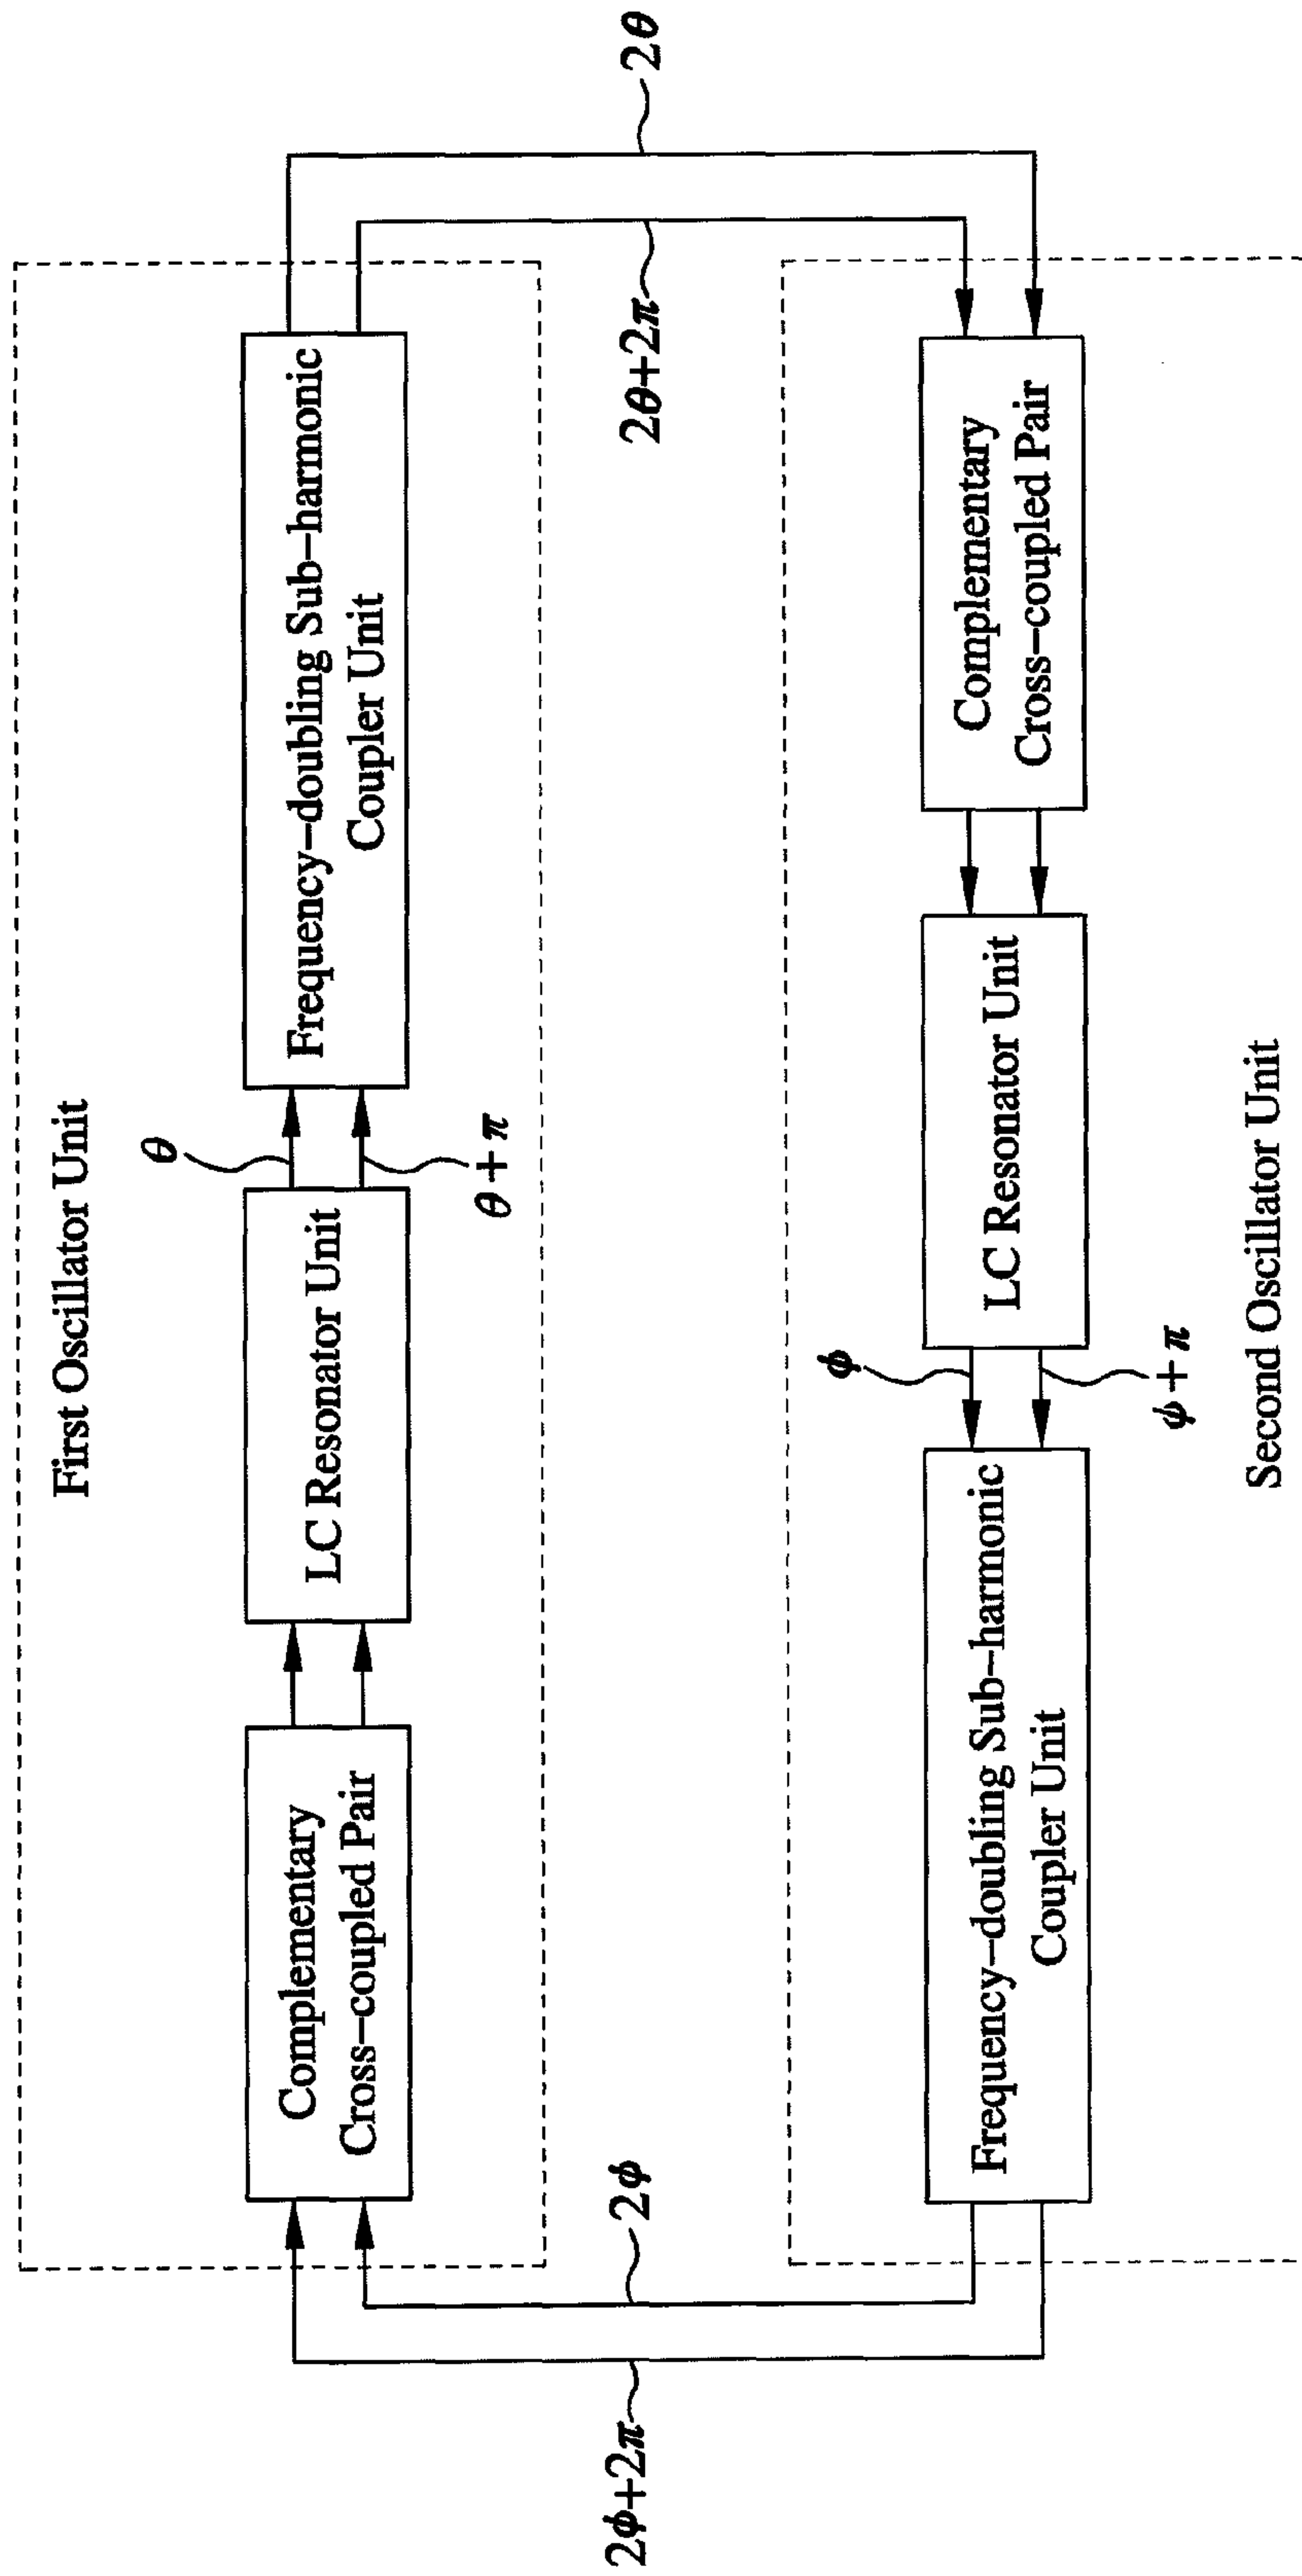 First Oscillator Unit
Complementary
Cross-coupled Pair
LC Resonator Unit
θ
θ+π
Frequency-doubling Sub-harmonic
Coupler Unit
2ϕ+2π
2ϕ
2θ+2π
2θ
Frequency-doubling Sub-harmonic
Coupler Unit
ϕ
ϕ+π
LC Resonator Unit
Complementary
Cross-coupled Pair
Second Oscillator Unit